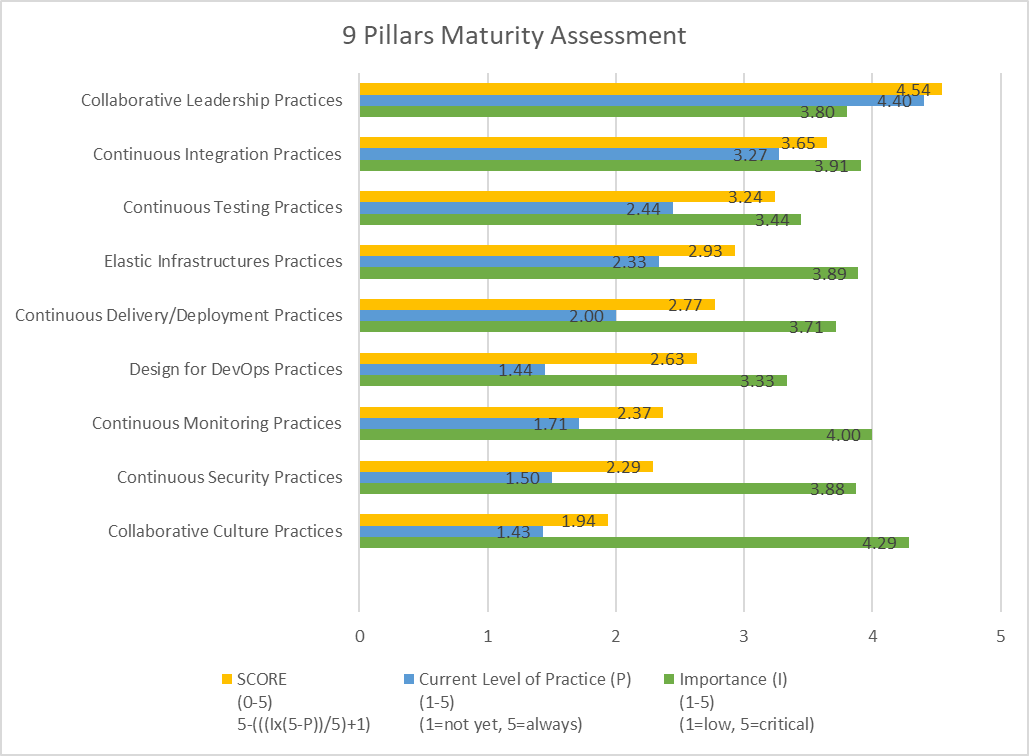 9 Pillars Maturity Assessment
Collaborative Leadership Practices
4.54
4.40
3.80
Continuous Integration Practices
3.65
3.27
3.91
Continuous Testing Practices
3.24
2.44
3.44
Elastic Infrastructures Practices
2.93
2.33
3.89
Continuous Delivery/Deployment Practices
2.77
2.00
3.71
Design for DevOps Practices
2.63
1.44
3.33
Continuous Monitoring Practices
2.37
1.71
4.00
Continuous Security Practices
2.29
1.50
3.88
Collaborative Culture Practices
1.94
1.43
4.29
0 1 2 3 4 5
SCORE
(0-5)
5-(((Ix(5-P))/5)+1)
Current Level of Practice (P)
(1-5)
(1=not yet, 5=always)
Importance (I)
(1-5)
(1=low, 5=critical)